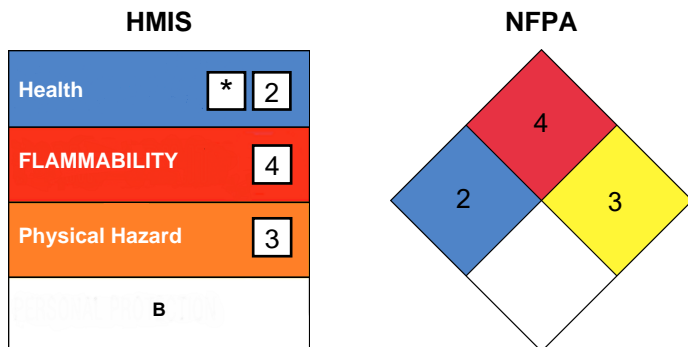 HMIS
Health * 2
FLAMMABILITY 4
Physical Hazard 3
PERSONAL PROTECTION B
NFPA
4
2 3